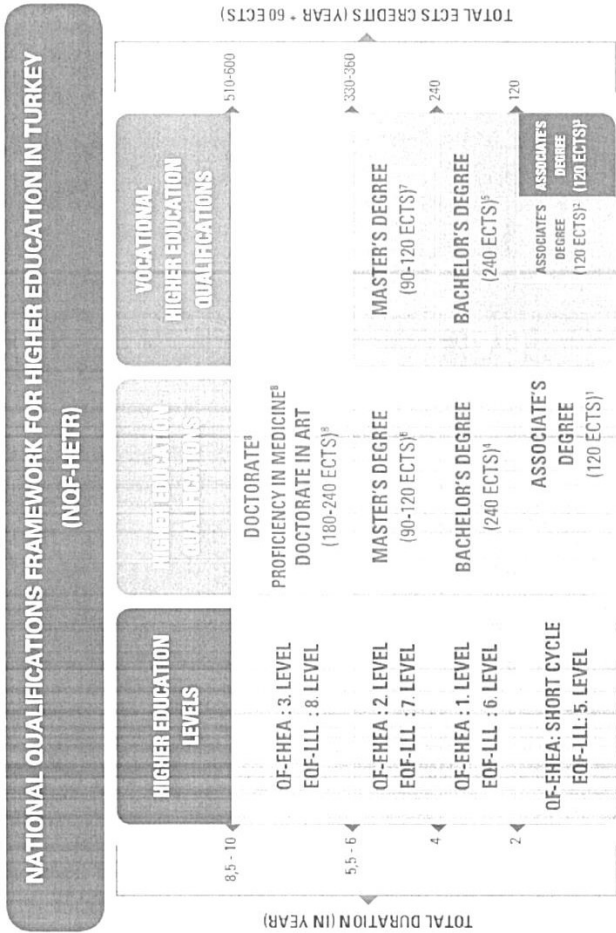 NATIONAL QUALIFICATIONS FRAMEWORK FOR HIGHER EDUCATION IN TURKEY
(NQF-HETR)
TOTAL DURATION (IN YEAR)
8,5 - 10
5,5 - 6
4
2
HIGHER EDUCATION
LEVELS
QF-EHEA : 3. LEVEL
EQF-LLL : 8. LEVEL
QF-EHEA : 2. LEVEL
EQF-LLL : 7. LEVEL
QF-EHEA : 1. LEVEL
EQF-LLL : 6. LEVEL
QF-EHEA: SHORT CYCLE
EQF-LLL: 5. LEVEL
HIGHER EDUCATION
QUALIFICATIONS
DOCTORATE⁹
PROFICIENCY IN MEDICINE⁸
DOCTORATE IN ART
(180-240 ECTS)⁸
MASTER'S DEGREE
(90-120 ECTS)⁶
BACHELOR'S DEGREE
(240 ECTS)⁴
ASSOCIATE'S
DEGREE
(120 ECTS)¹
VOCATIONAL
HIGHER EDUCATION
QUALIFICATIONS
MASTER'S DEGREE
(90-120 ECTS)⁷
BACHELOR'S DEGREE
(240 ECTS)⁵
ASSOCIATE'S
DEGREE
(120 ECTS)²
ASSOCIATE'S
DEGREE
(120 ECTS)³
510-600
330-360
240
120
TOTAL ECTS CREDITS (YEAR * 60 ECTS)